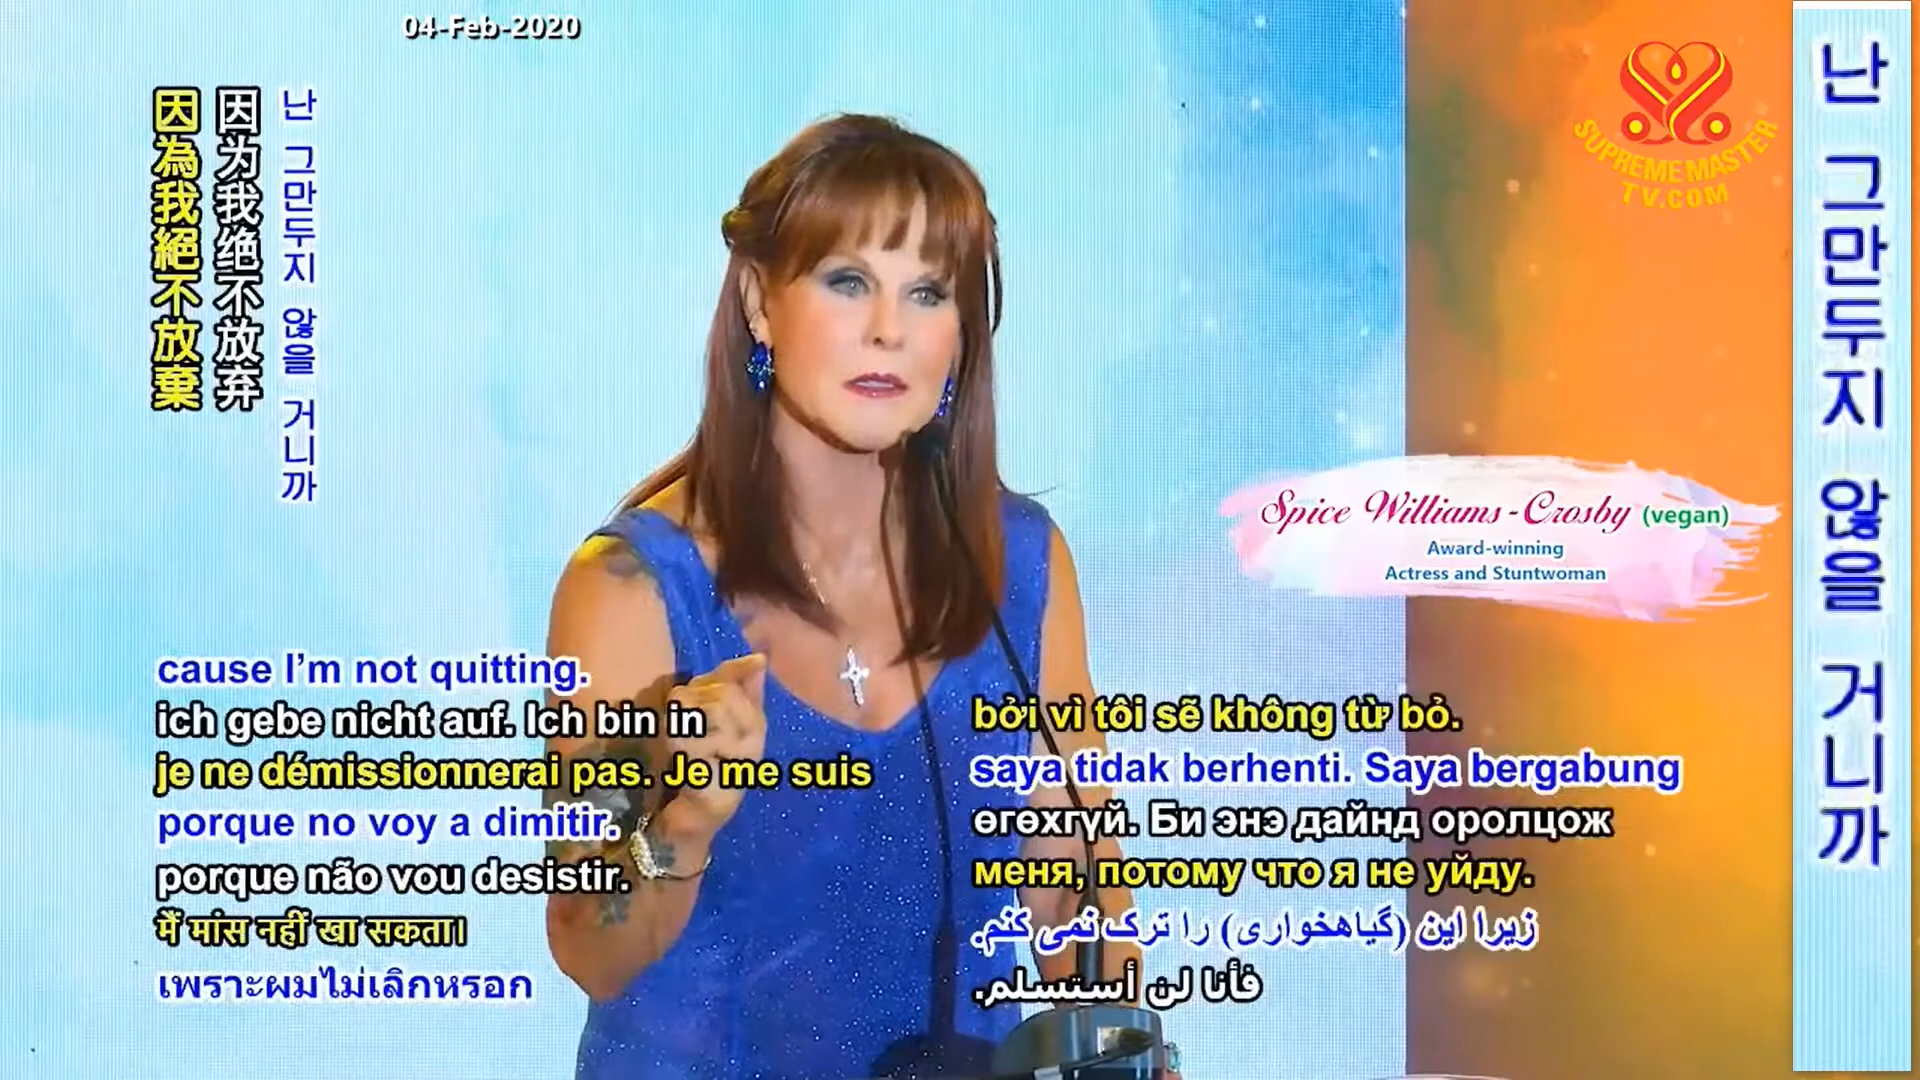 04-Feb-2020
SUPREME MASTER
TV.COM
因為我絕不放棄
因为我绝不放弃
난 그만두지 않을 거니까
난 그만두지 않을 거니까
Spice Williams-Crosby (vegan)
Award-winning
Actress and Stuntwoman
cause I’m not quitting.
ich gebe nicht auf. Ich bin in
je ne démissionnerai pas. Je me suis
porque no voy a dimitir.
porque não vou desistir.
मैं मांस नहीं खा सकता।
เพราะผมไม่เลิกหรอก
bởi vì tôi sẽ không từ bỏ.
saya tidak berhenti. Saya bergabung
өгөхгүй. Би энэ дайнд оролцож
меня, потому что я не уйду.
زیرا این (گیاهخواری) را ترک نمی کنم.
فأنا لن أستسلم.